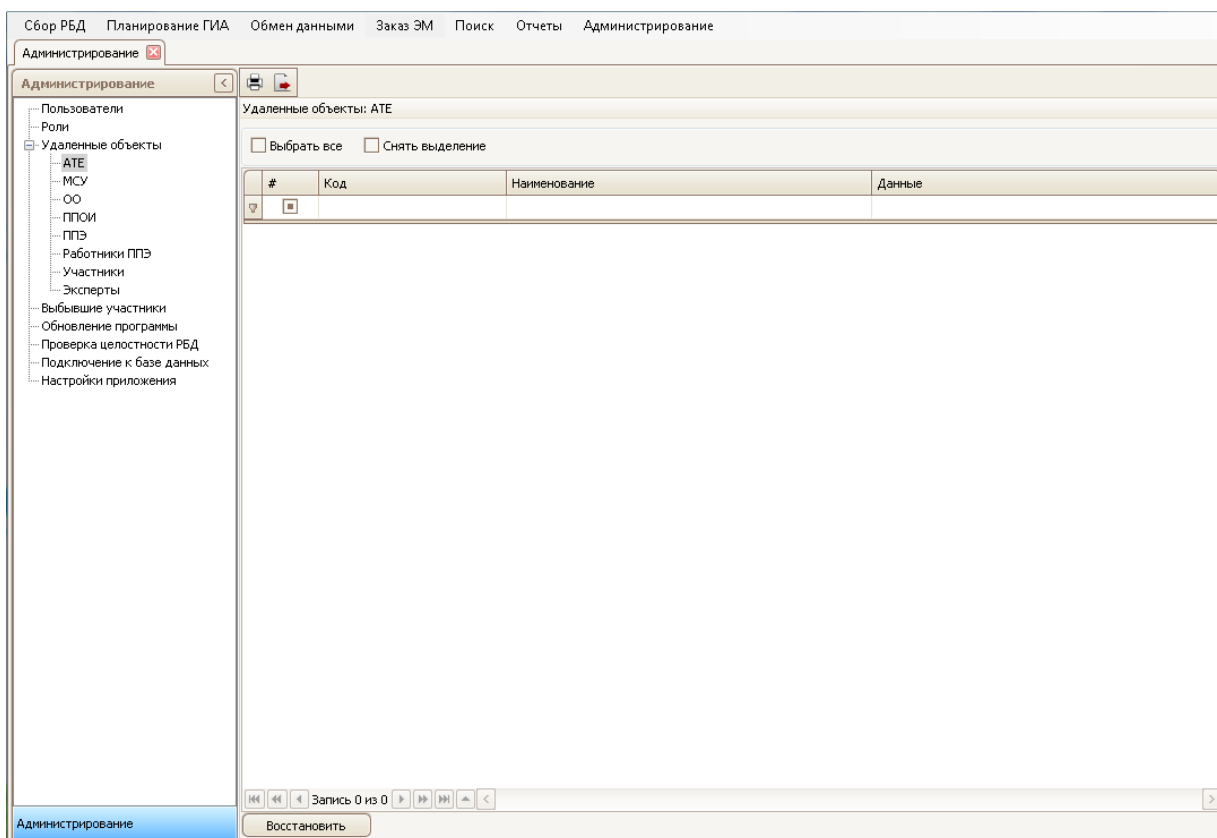 Сбор РБД Планирование ГИА Обмен данными Заказ ЭМ Поиск Отчеты Администрирование
Администрирование
Администрирование
Пользователи
Роли
Удаленные объекты
АТЕ
МСУ
ОО
ППОИ
ППЭ
Работники ППЭ
Участники
Эксперты
Выбывшие участники
Обновление программы
Проверка целостности РБД
Подключение к базе данных
Настройки приложения
Администрирование
Удаленные объекты: АТЕ
Выбрать все Снять выделение
# Код Наименование Данные
Запись 0 из 0
Восстановить